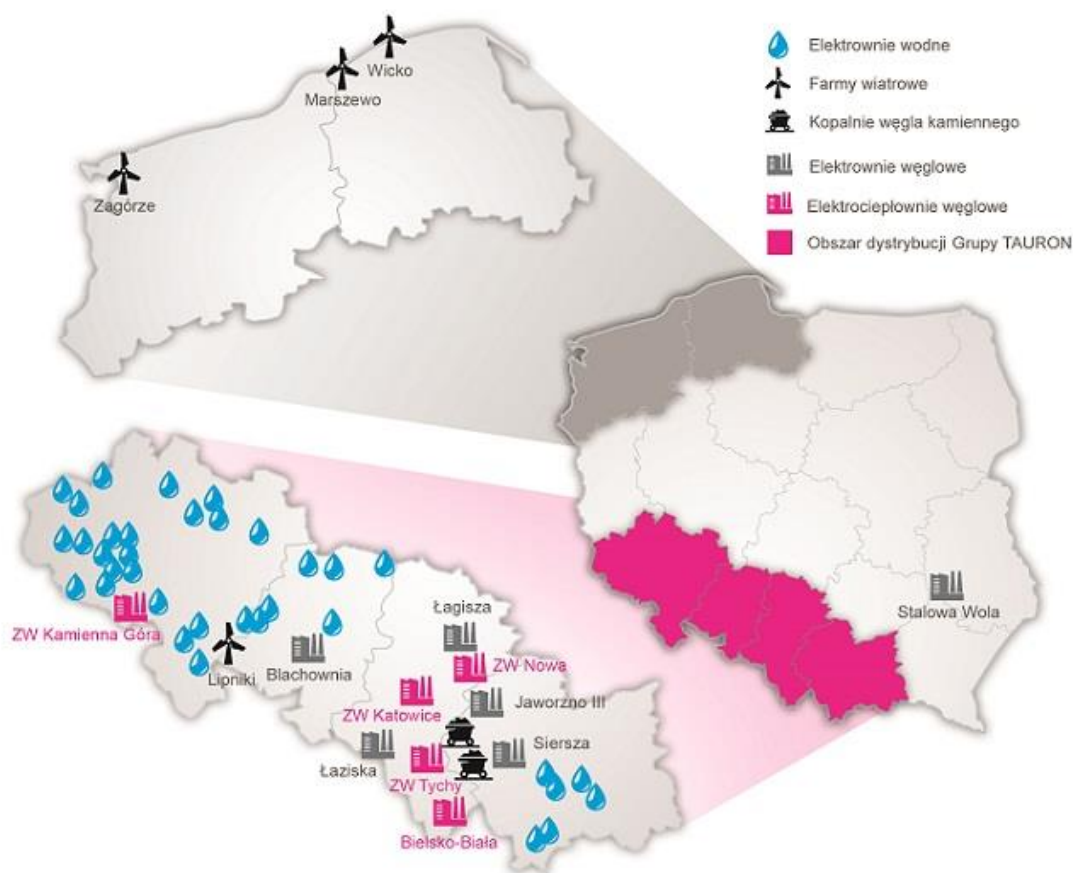 Elektrownie wodne
Farmy wiatrowe
Kopalnie węgla kamiennego
Elektrownie węglowe
Elektrociepłownie węglowe
Obszar dystrybucji Grupy TAURON
Wicko
Marszewo
Zagórze
Stalowa Wola
Łagisza
ZW Kamienna Góra
ZW Nowa
Lipniki
Blachownia
Jaworzno III
ZW Katowice
Siersza
Łaziska
ZW Tychy
Bielsko-Biała